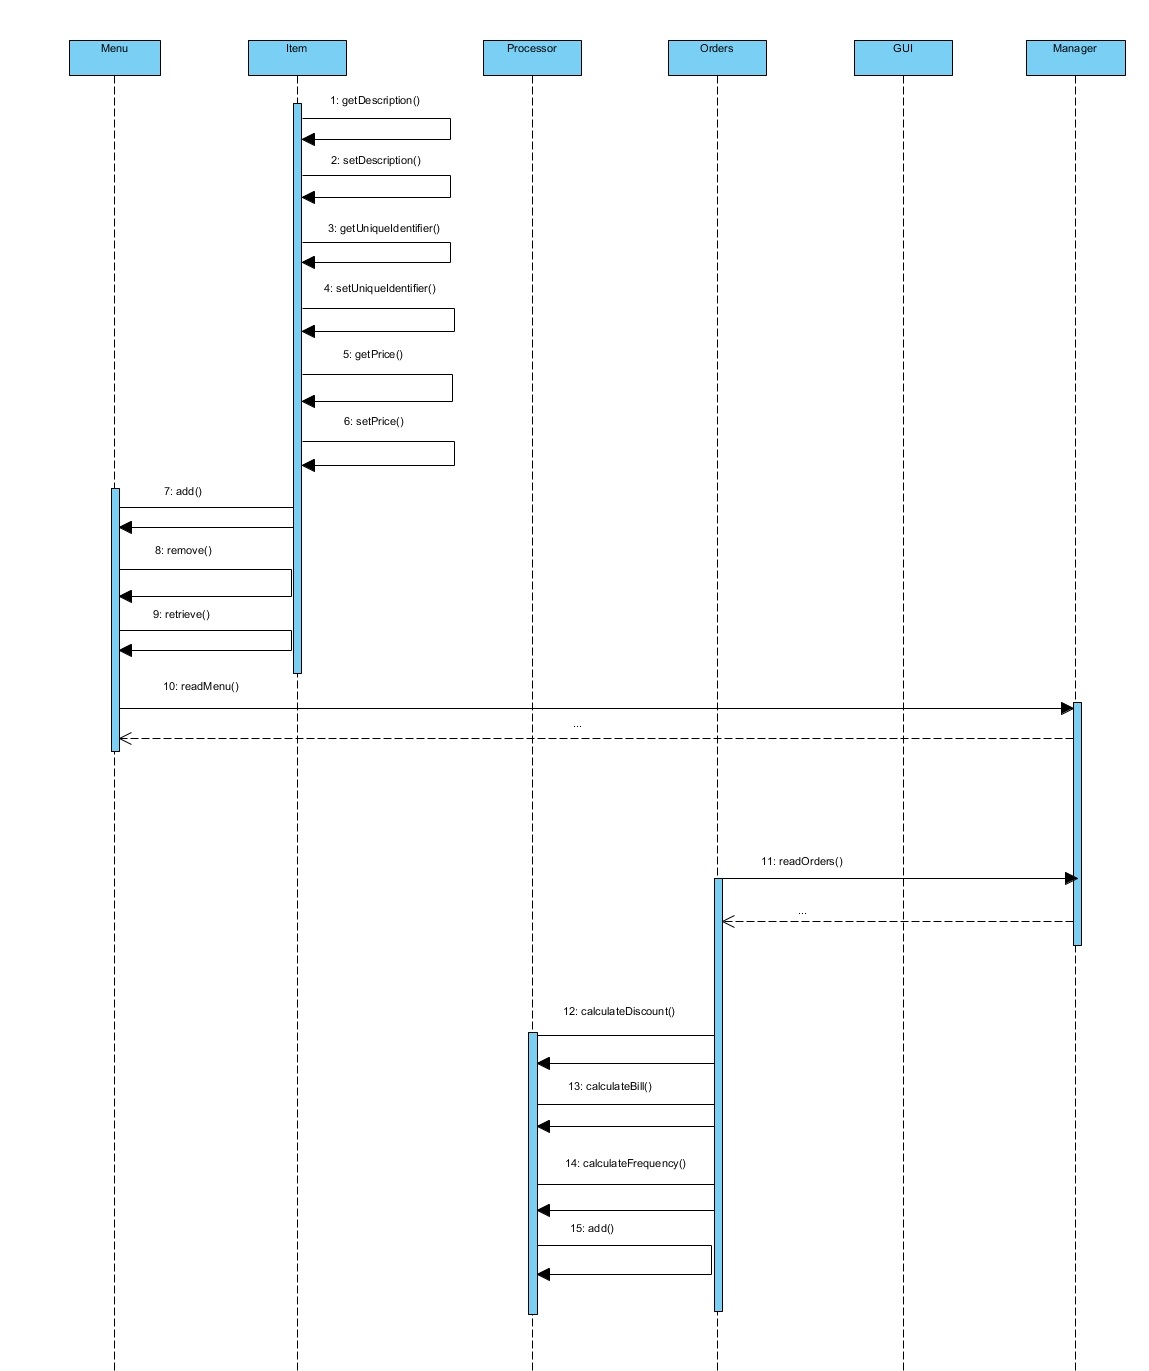 Menu
Item
Processor
Orders
GUI
Manager
1: getDescription()
2: setDescription()
3: getUniqueIdentifier()
4: setUniqueIdentifier()
5: getPrice()
6: setPrice()
7: add()
8: remove()
9: retrieve()
10: readMenu()
...
11: readOrders()
...
12: calculateDiscount()
13: calculateBill()
14: calculateFrequency()
15: add()